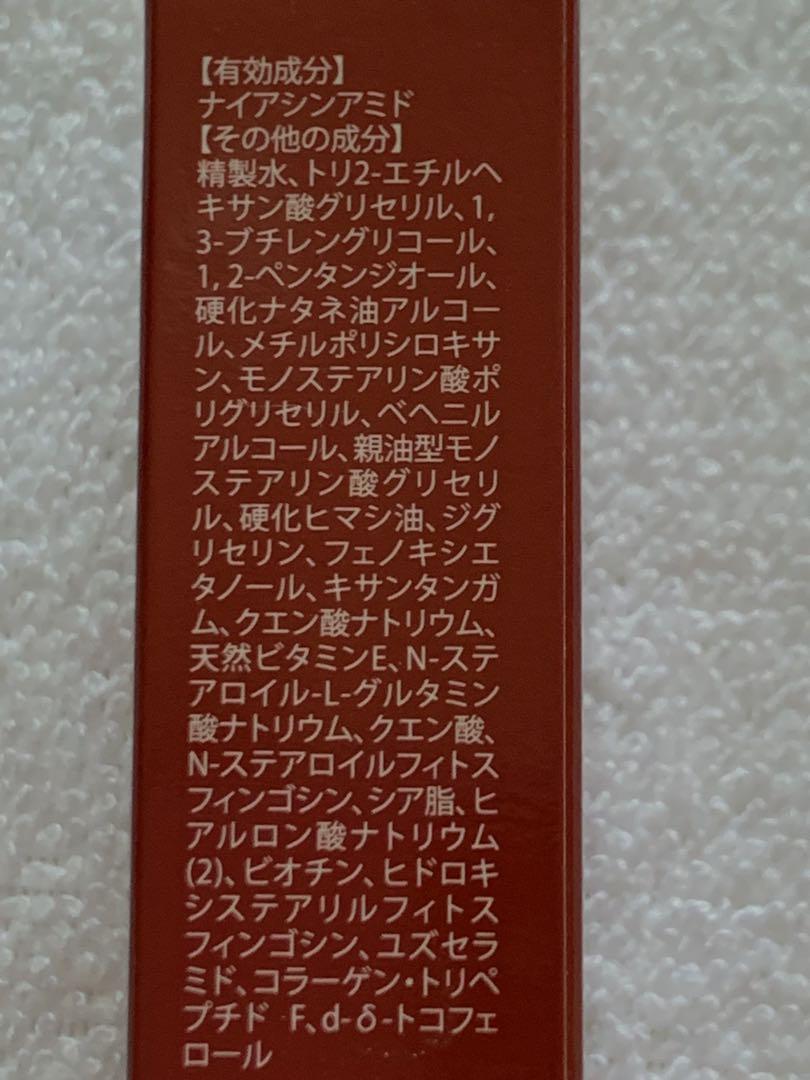 【有効成分】
ナイアシンアミド
【その他の成分】
精製水、トリ2-エチルヘ
キサン酸グリセリル、1,
3-ブチレングリコール、
1, 2-ペンタンジオール、
硬化ナタネ油アルコー
ル、メチルポリシロキサ
ン、モノステアリン酸ポ
リグリセリル、ベヘニル
アルコール、親油型モノ
ステアリン酸グリセリ
ル、硬化ヒマシ油、ジグ
リセリン、フェノキシエ
タノール、キサンタンガ
ム、クエン酸ナトリウム、
天然ビタミンE、N-ステ
アロイル-L-グルタミン
酸ナトリウム、クエン酸、
N-ステアロイルフィトス
フィンゴシン、シア脂、ヒ
アルロン酸ナトリウム
(2)、ビオチン、ヒドロキ
システアリルフィトス
フィンゴシン、ユズセラ
ミド、コラーゲン・トリペ
プチド F、d-δ-トコフェ
ロール